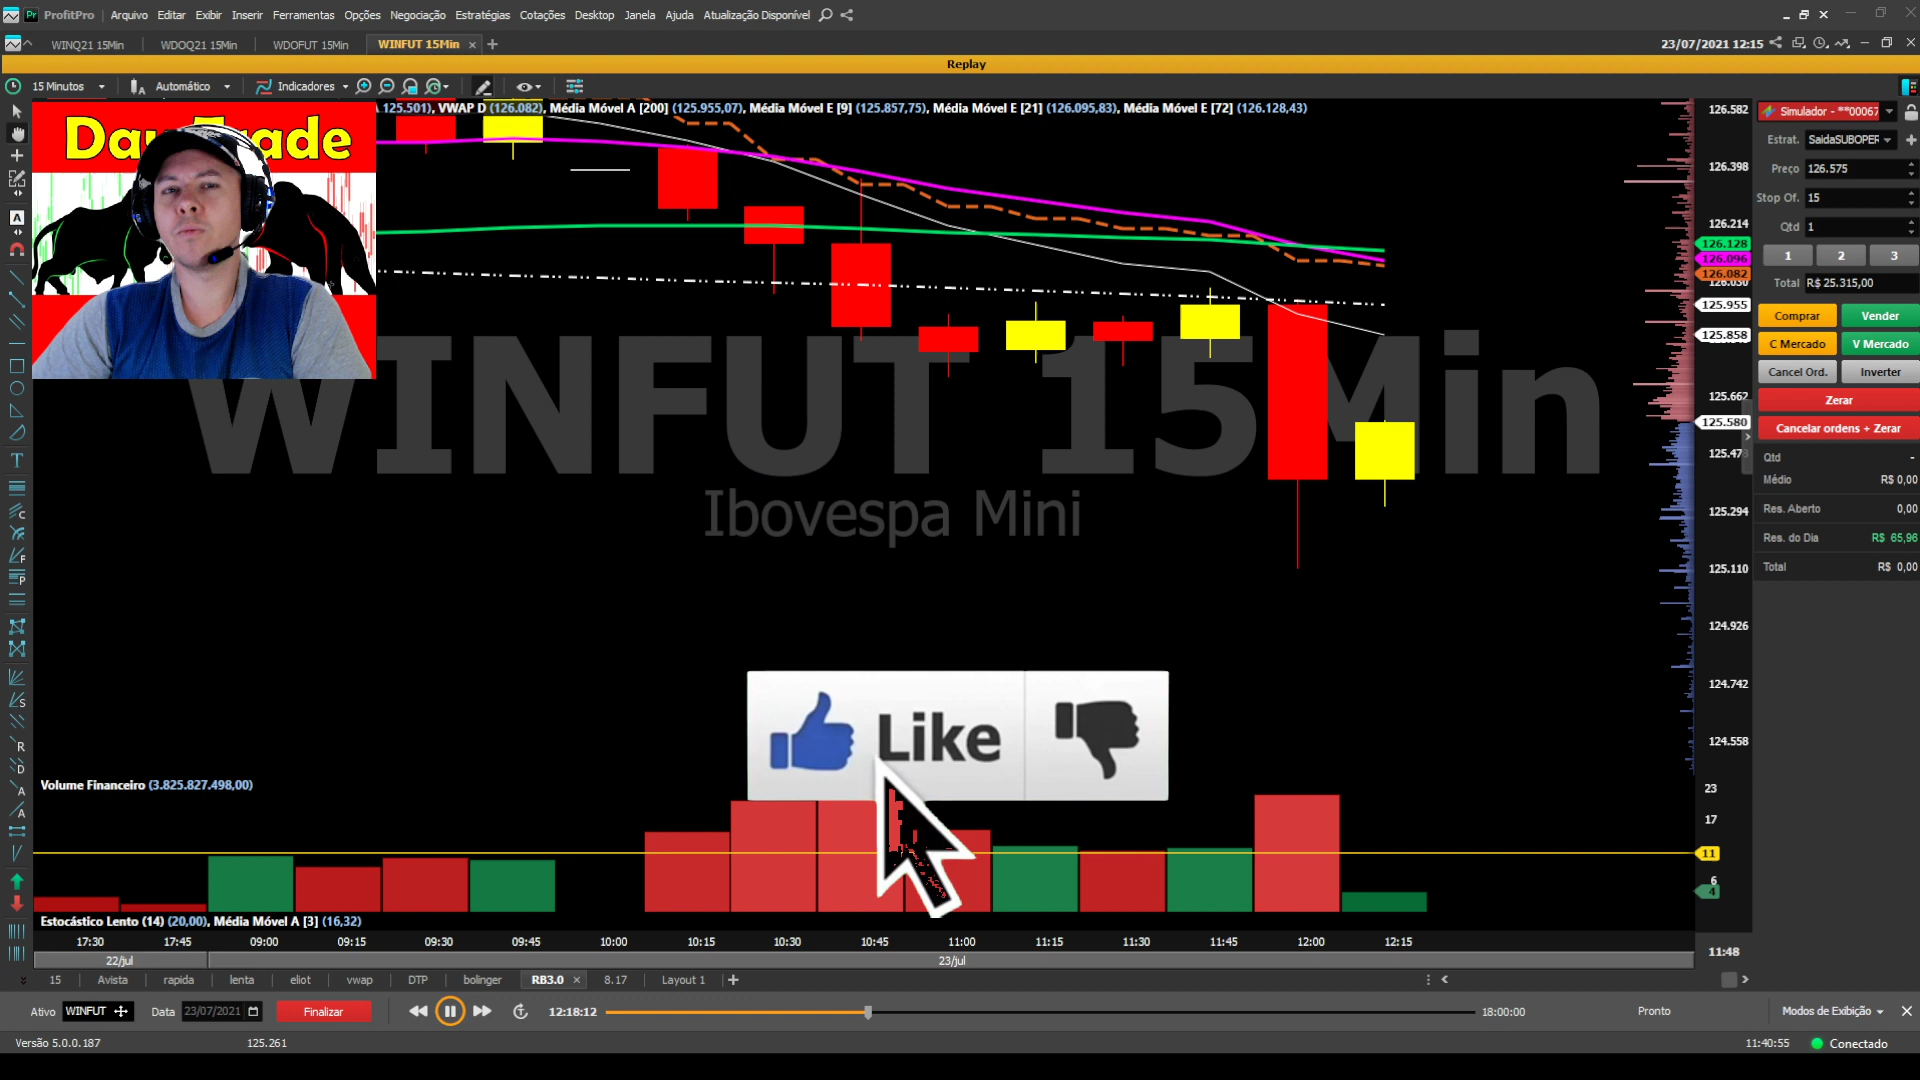 ProfitPro Arquivo Editar Exibir Inserir Ferramentas Opções Negociação Estratégias Cotações Desktop Janela Ajuda Atualização Disponível
WINQ21 15Min WDOQ21 15Min WDOFUT 15Min WINFUT 15Min 23/07/2021 12:15
Replay
15 Minutos Automático Indicadores
125.501), VWAP D (126.082), Média Móvel A [200] (125.955,07), Média Móvel E [9] (125.857,75), Média Móvel E [21] (126.095,83), Média Móvel E [72] (126.128,43)
WINFUT 15Min
Ibovespa Mini
Like
126.582
126.398
126.214
126.128
126.096
126.082
126.030
125.955
125.858
125.662
125.580
125.294
125.110
124.926
124.742
124.558
Simulador - **00067
Estrat. SaidaSUBOPER
Preço 126.575
Stop Of. 15
Qtd 1
1 2 3
Total R$ 25.315,00
Comprar Vender
C Mercado V Mercado
Cancel Ord. Inverter
Zerar
Cancelar ordens + Zerar
Qtd -
Médio R$ 0,00
Res. Aberto 0,00
Res. do Dia R$ 65,96
Total R$ 0,00
Volume Financeiro (3.825.827.498,00)
23
17
11
6
4
Estocástico Lento (14) (20,00), Média Móvel A [3] (16,32)
17:30 17:45 09:00 09:15 09:30 09:45 10:00 10:15 10:30 10:45 11:00 11:15 11:30 11:45 12:00 12:15 11:48
22/jul 23/jul
15 Avista rapida lenta eliot vwap DTP bolinger RB3.0 8.17 Layout 1
Ativo WINFUT Data 23/07/2021 Finalizar 12:18:12 18:00:00 Pronto Modos de Exibição
Versão 5.0.0.187 125.261 11:40:55 Conectado